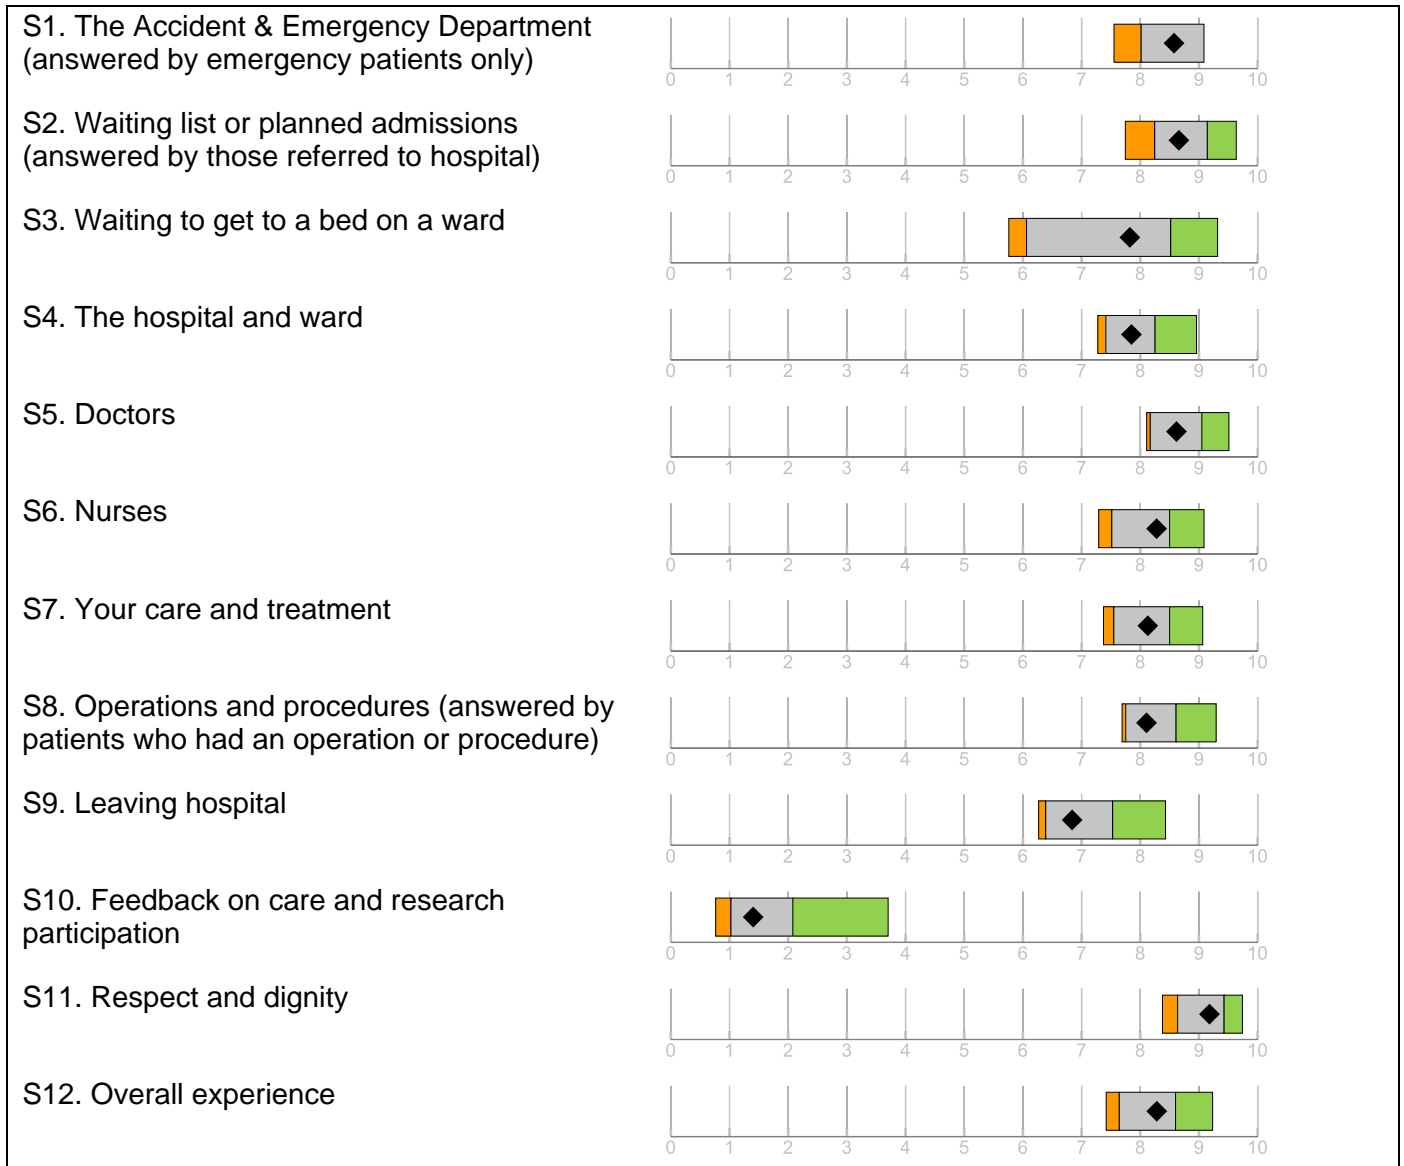 S1. The Accident & Emergency Department
(answered by emergency patients only)
0 1 2 3 4 5 6 7 8 9 10
S2. Waiting list or planned admissions
(answered by those referred to hospital)
0 1 2 3 4 5 6 7 8 9 10
S3. Waiting to get to a bed on a ward
0 1 2 3 4 5 6 7 8 9 10
S4. The hospital and ward
0 1 2 3 4 5 6 7 8 9 10
S5. Doctors
0 1 2 3 4 5 6 7 8 9 10
S6. Nurses
0 1 2 3 4 5 6 7 8 9 10
S7. Your care and treatment
0 1 2 3 4 5 6 7 8 9 10
S8. Operations and procedures (answered by
patients who had an operation or procedure)
0 1 2 3 4 5 6 7 8 9 10
S9. Leaving hospital
0 1 2 3 4 5 6 7 8 9 10
S10. Feedback on care and research
participation
0 1 2 3 4 5 6 7 8 9 10
S11. Respect and dignity
0 1 2 3 4 5 6 7 8 9 10
S12. Overall experience
0 1 2 3 4 5 6 7 8 9 10